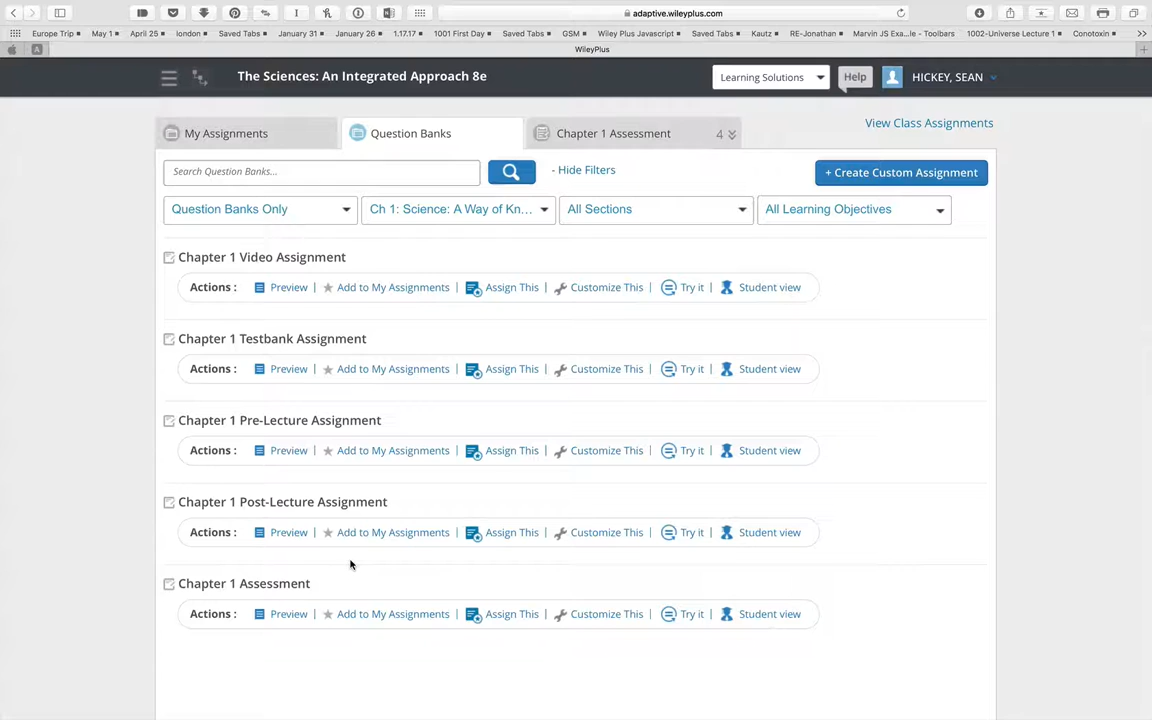 adaptive.wileyplus.com
Europe Trip May 1 April 25 london Saved Tabs January 31 January 26 1.17.17 1001 First Day Saved Tabs GSM Wiley Plus Javascript Saved Tabs Kautz RE-Jonathan Marvin JS Exa...le - Toolbars 1002-Universe Lecture 1 Conotoxin
WileyPlus
The Sciences: An Integrated Approach 8e Learning Solutions Help HICKEY, SEAN
My Assignments Question Banks Chapter 1 Assessment 4 View Class Assignments
Search Question Banks... - Hide Filters + Create Custom Assignment
Question Banks Only Ch 1: Science: A Way of Kn... All Sections All Learning Objectives
Chapter 1 Video Assignment
Actions : Preview | Add to My Assignments | Assign This | Customize This | Try it | Student view
Chapter 1 Testbank Assignment
Actions : Preview | Add to My Assignments | Assign This | Customize This | Try it | Student view
Chapter 1 Pre-Lecture Assignment
Actions : Preview | Add to My Assignments | Assign This | Customize This | Try it | Student view
Chapter 1 Post-Lecture Assignment
Actions : Preview | Add to My Assignments | Assign This | Customize This | Try it | Student view
Chapter 1 Assessment
Actions : Preview | Add to My Assignments | Assign This | Customize This | Try it | Student view